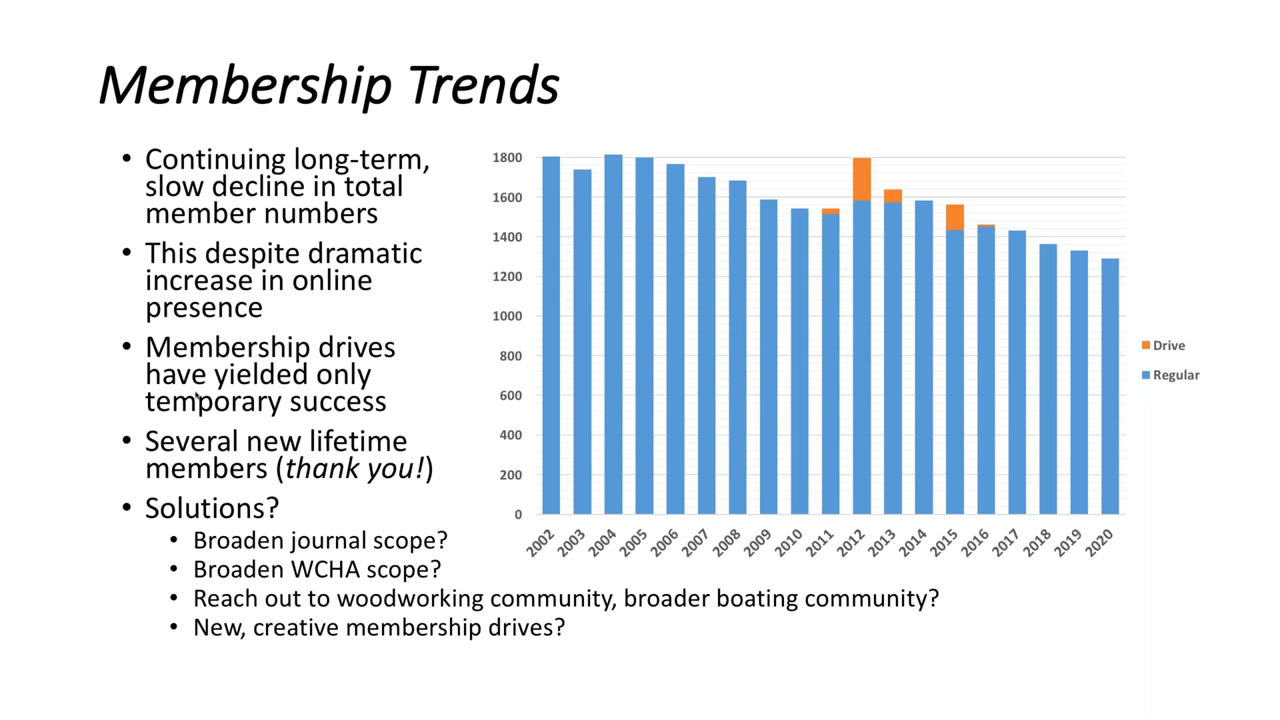 Membership Trends
• Continuing long-term,
slow decline in total
member numbers
• This despite dramatic
increase in online
presence
• Membership drives
have yielded only
temporary success
• Several new lifetime
members (thank you!)
• Solutions?
• Broaden journal scope?
• Broaden WCHA scope?
• Reach out to woodworking community, broader boating community?
• New, creative membership drives?
1800
1600
1400
1200
1000
800
600
400
200
0
2002 2003 2004 2005 2006 2007 2008 2009 2010 2011 2012 2013 2014 2015 2016 2017 2018 2019 2020
Drive
Regular